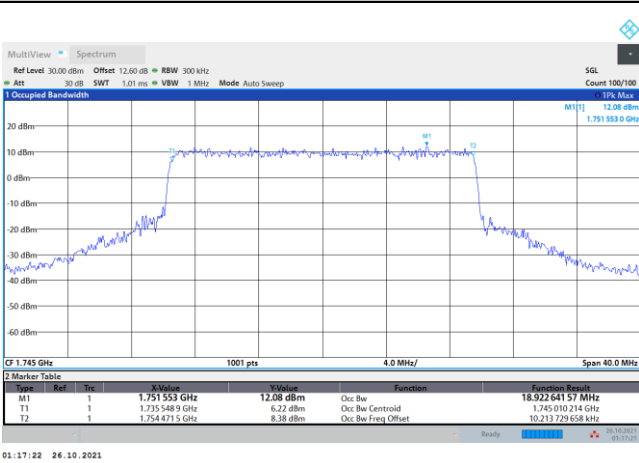 MultiView Spectrum
Ref Level 30.00 dBm Offset 12.60 dB RBW 300 kHz SGL
Att 30 dB SWT 1.01 ms VBW 1 MHz Mode Auto Sweep Count 100/100
1 Occupied Bandwidth 1Pk Max
M1[1] 12.08 dBm
1.751 553 0 GHz
20 dBm
M1
T1 T2
10 dBm
0 dBm
-10 dBm
-20 dBm
-30 dBm
-40 dBm
-50 dBm
-60 dBm
CF 1.745 GHz 1001 pts 4.0 MHz/ Span 40.0 MHz
2 Marker Table
Type Ref Trc X-Value Y-Value Function Function Result
M1 1 1.751 553 GHz 12.08 dBm Occ Bw 18.922 641 57 MHz
T1 1 1.735 548 9 GHz 6.22 dBm Occ Bw Centroid 1.745 010 214 GHz
T2 1 1.754 471 5 GHz 8.38 dBm Occ Bw Freq Offset 10.213 729 658 kHz
Ready 26.10.2021
01:17:21
01:17:22 26.10.2021